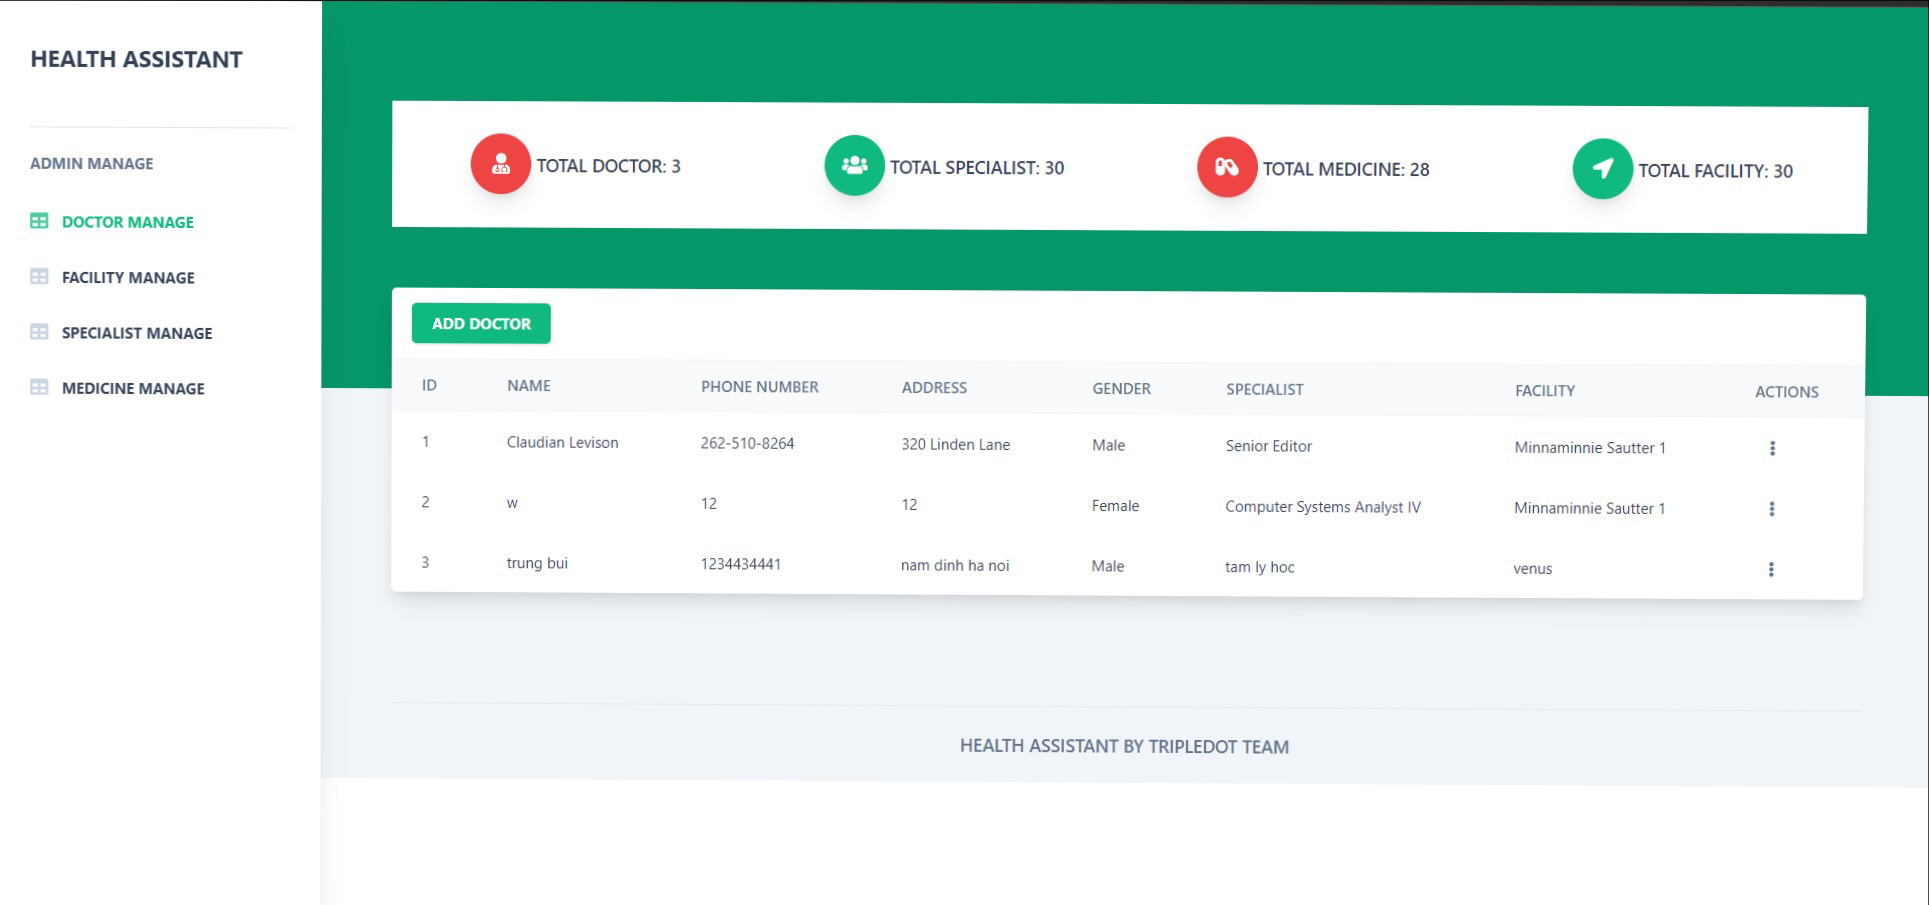 HEALTH ASSISTANT
ADMIN MANAGE
DOCTOR MANAGE
FACILITY MANAGE
SPECIALIST MANAGE
MEDICINE MANAGE
TOTAL DOCTOR: 3 TOTAL SPECIALIST: 30 TOTAL MEDICINE: 28 TOTAL FACILITY: 30
ADD DOCTOR
ID NAME PHONE NUMBER ADDRESS GENDER SPECIALIST FACILITY ACTIONS
1 Claudian Levison 262-510-8264 320 Linden Lane Male Senior Editor Minnaminnie Sautter 1
2 w 12 12 Female Computer Systems Analyst IV Minnaminnie Sautter 1
3 trung bui 1234434441 nam dinh ha noi Male tam ly hoc venus
HEALTH ASSISTANT BY TRIPLEDOT TEAM